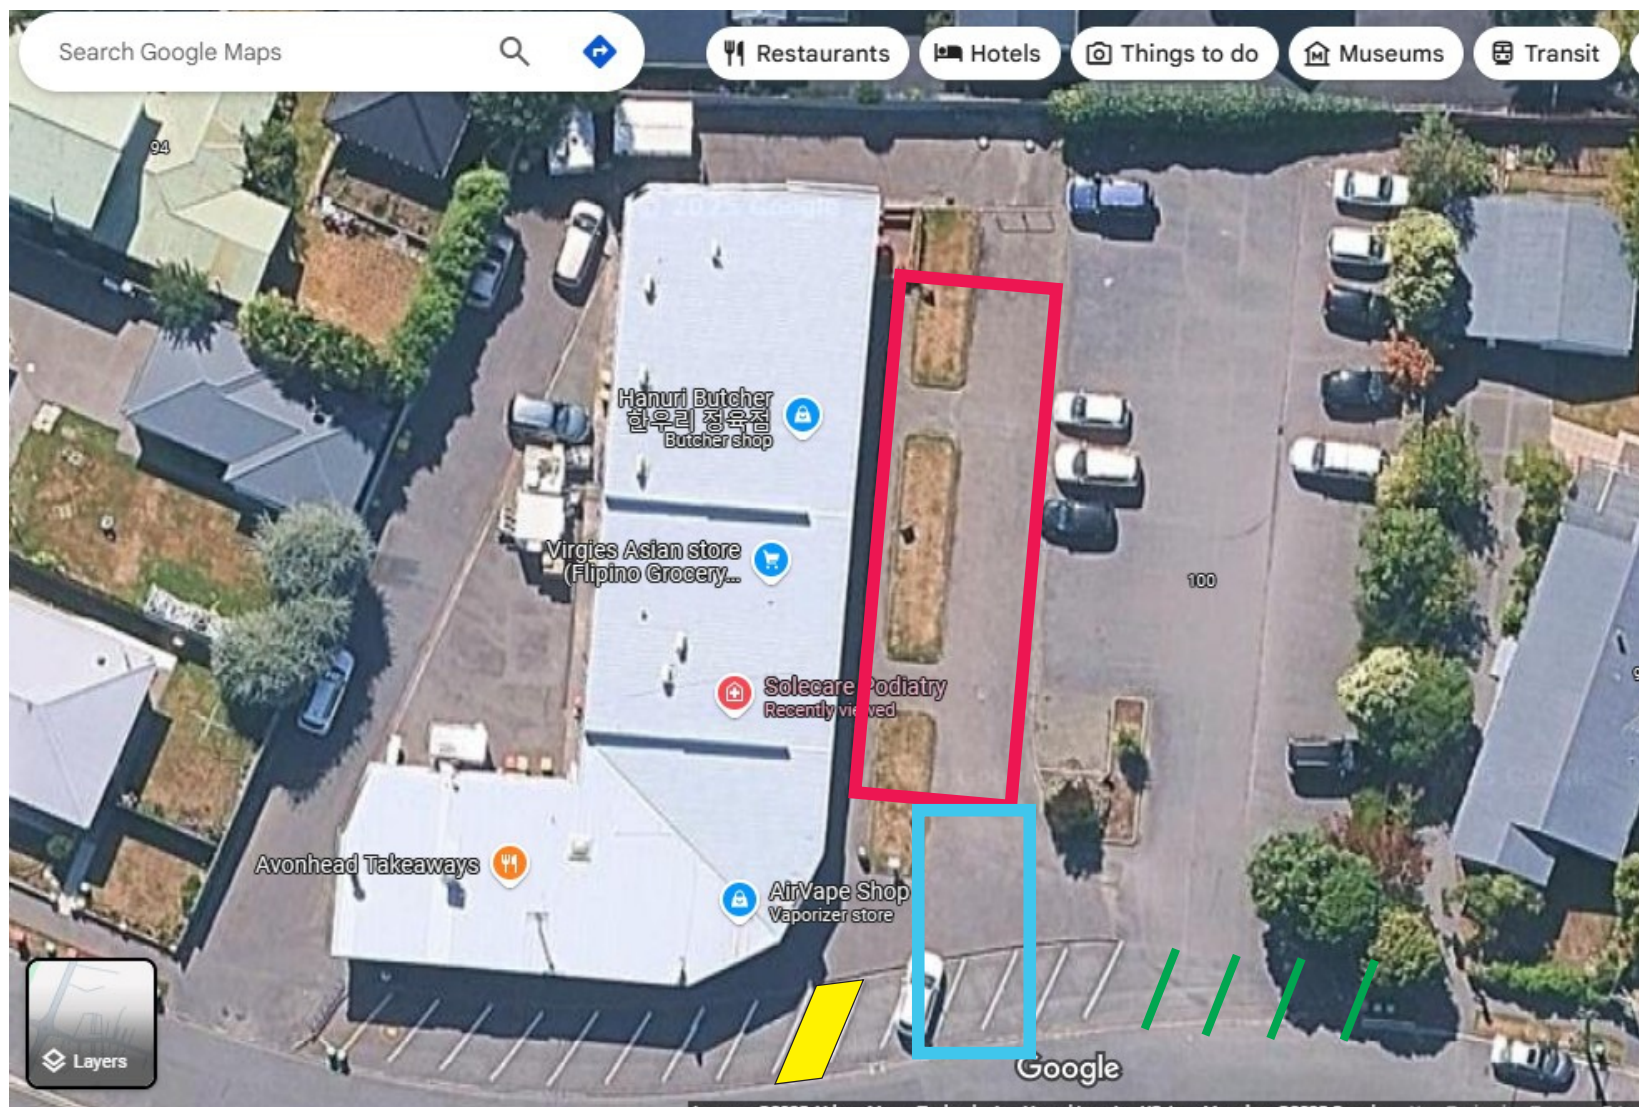 Search Google Maps
Restaurants
Hotels
Things to do
Museums
Transit
94
Hanuri Butcher
한우리 정육점
Butcher shop
Virgies Asian store
(Flipino Grocery...
100
Solecare Podiatry
Recently viewed
Avonhead Takeaways
AirVape Shop
Vaporizer store
Layers
Google